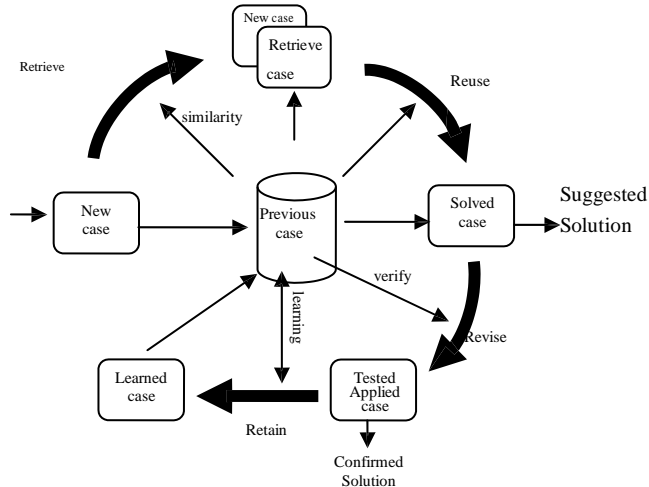 New case
Retrieve
case
Retrieve
Reuse
similarity
New
case
Previous
case
Solved
case
Suggested
Solution
verify
learning
Revise
Learned
case
Tested
Applied
case
Retain
Confirmed
Solution